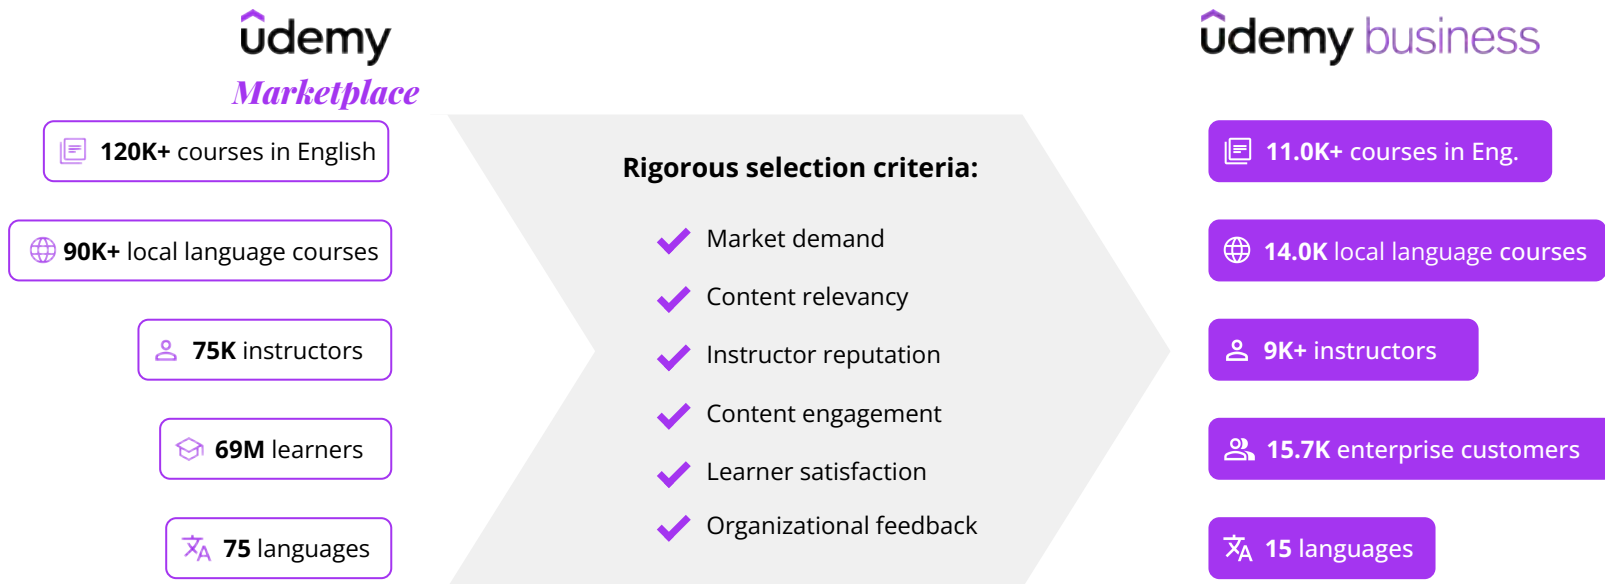 ûdemy
Marketplace
120K+ courses in English
90K+ local language courses
75K instructors
69M learners
75 languages
Rigorous selection criteria:
Market demand
Content relevancy
Instructor reputation
Content engagement
Learner satisfaction
Organizational feedback
ûdemy business
11.0K+ courses in Eng.
14.0K local language courses
9K+ instructors
15.7K enterprise customers
15 languages